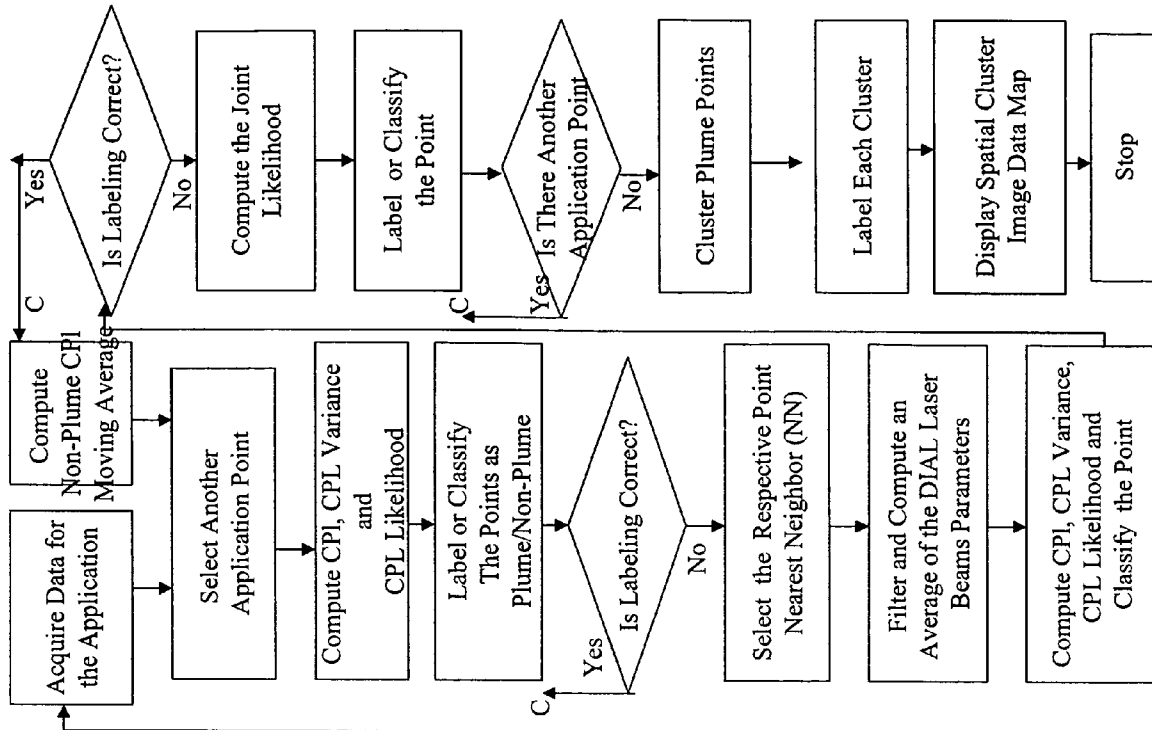 Acquire Data for
the Application
Compute
Non-Plume CPI
Moving Average
Select Another
Application Point
Compute CPl, CPL Variance
and
CPL Likelihood
Label or Classify
The Points as
Plume/Non-Plume
Is Labeling Correct?
Yes
C
No
Select the Respective Point
Nearest Neighbor (NN)
Filter and Compute an
Average of the DIAL Laser
Beams Parameters
Compute CPl, CPL Variance,
CPL Likelihood and
Classify the Point
C
Yes
Is Labeling Correct?
No
Compute the Joint
Likelihood
Label or Classify
the Point
C
Yes
Is There Another
Application Point
No
Cluster Plume Points
Label Each Cluster
Display Spatial Cluster
Image Data Map
Stop